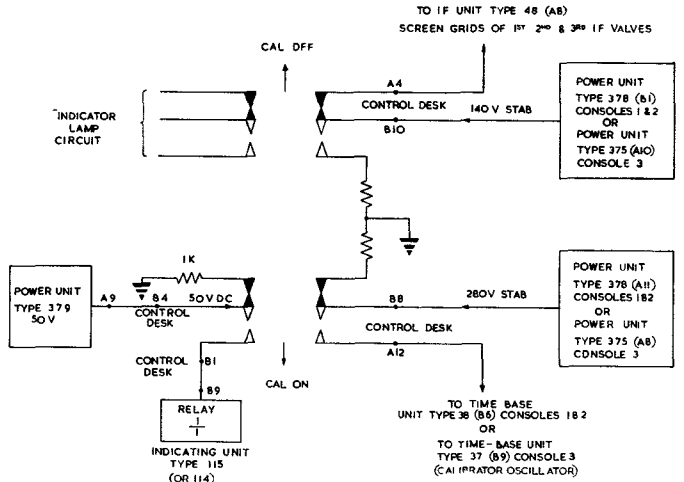 TO IF UNIT TYPE 48 (A8)
SCREEN GRIDS OF 1ST 2ND & 3RD IF VALVES
CAL OFF
INDICATOR
LAMP
CIRCUIT
A4
CONTROL DESK
B10
140 V STAB
POWER UNIT
TYPE 378 (B1)
CONSOLES 1 & 2
OR
POWER UNIT
TYPE 375 (A10)
CONSOLE 3
1K
POWER UNIT
TYPE 379
50 V
A9
B4
50V DC
CONTROL
DESK
B8
280V STAB
CONTROL DESK
A12
POWER UNIT
TYPE 378 (A11)
CONSOLES 1&2
OR
POWER UNIT
TYPE 375 (A8)
CONSOLE 3
CONTROL
DESK
B1
B9
CAL ON
RELAY
1
1
INDICATING UNIT
TYPE 115
(OR 114)
TO TIME BASE
UNIT TYPE 38 (B6) CONSOLES 1&2
OR
TO TIME-BASE UNIT
TYPE 37 (B9) CONSOLE 3
(CALIBRATOR OSCILLATOR)